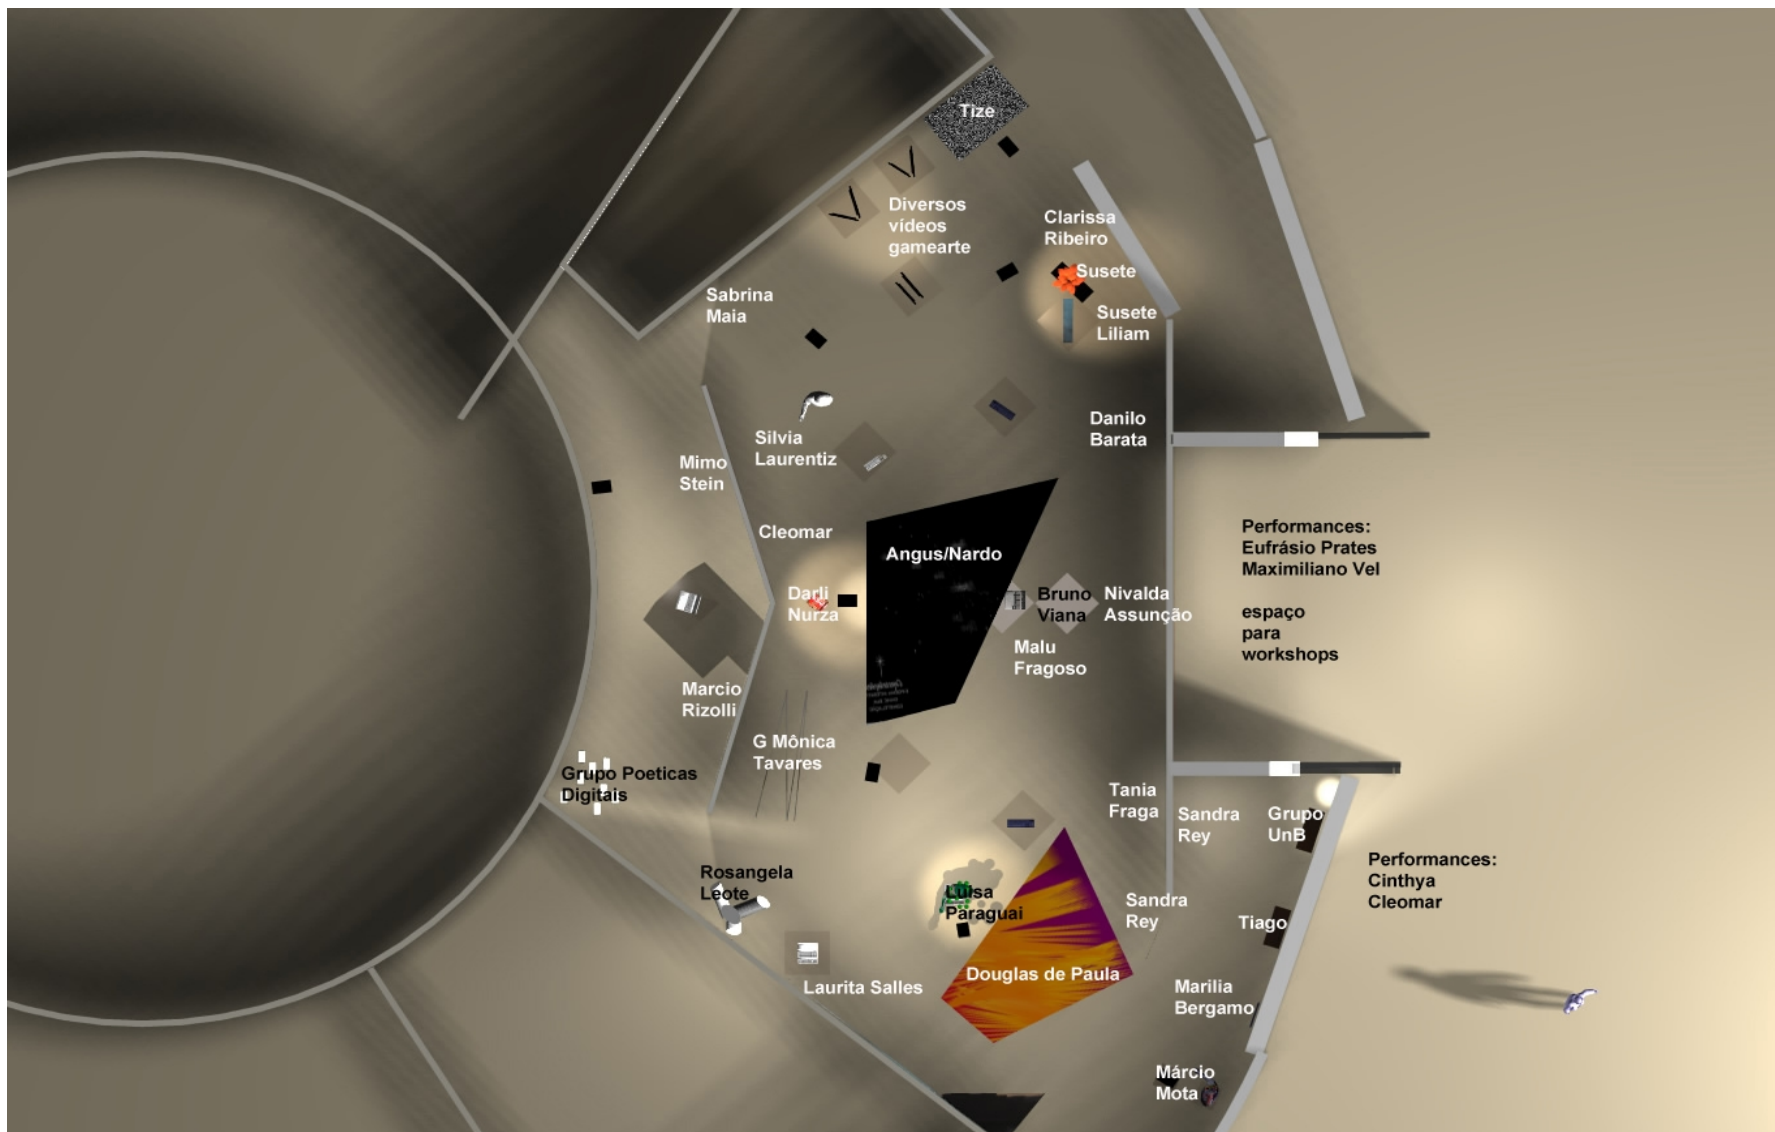 Tize
Diversos
vídeos
gamearte
Clarissa
Ribeiro
Susete
Susete
Liliam
Sabrina
Maia
Danilo
Barata
Silvia
Laurentiz
Mimo
Stein
Cleomar
Angus/Nardo
Performances:
Eufrásio Prates
Maximiliano Vel
espaço
para
workshops
Darli
Nurza
Bruno
Viana
Nivalda
Assunção
Malu
Fragoso
Marcio
Rizolli
G Mônica
Tavares
Grupo Poeticas
Digitais
Tania
Fraga
Sandra
Rey
Grupo
UnB
Performances:
Cinthya
Cleomar
Rosangela
Leote
Luisa
Paraguai
Sandra
Rey
Tiago
Douglas de Paula
Laurita Salles
Marilia
Bergamo
Márcio
Mota